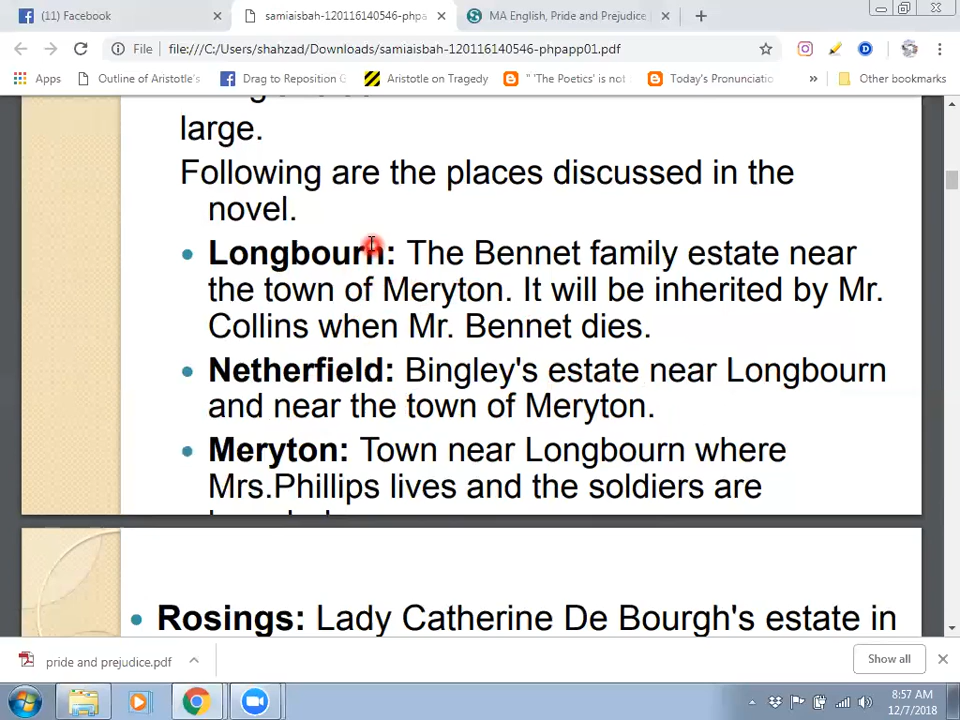 (11) Facebook
samiaisbah-120116140546-phpa
MA English, Pride and Prejudice
File | file:///C:/Users/shahzad/Downloads/samiaisbah-120116140546-phpapp01.pdf
Apps
Outline of Aristotle's
Drag to Reposition
Aristotle on Tragedy
" 'The Poetics' is not
Today's Pronunciatio
»
Other bookmarks
large.
Following are the places discussed in the
novel.
• Longbourn: The Bennet family estate near
the town of Meryton. It will be inherited by Mr.
Collins when Mr. Bennet dies.
• Netherfield: Bingley's estate near Longbourn
and near the town of Meryton.
• Meryton: Town near Longbourn where
Mrs.Phillips lives and the soldiers are
• Rosings: Lady Catherine De Bourgh's estate in
pride and prejudice.pdf
Show all
8:57 AM
12/7/2018